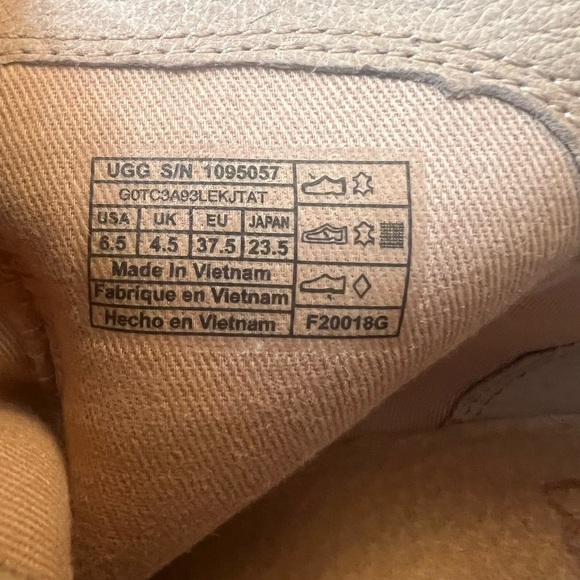 UGG S/N 1095057
G0TC3A93LEKJTAT
USA UK EU JAPAN
6.5 4.5 37.5 23.5
Made In Vietnam
Fabrique en Vietnam
Hecho en Vietnam F20018G